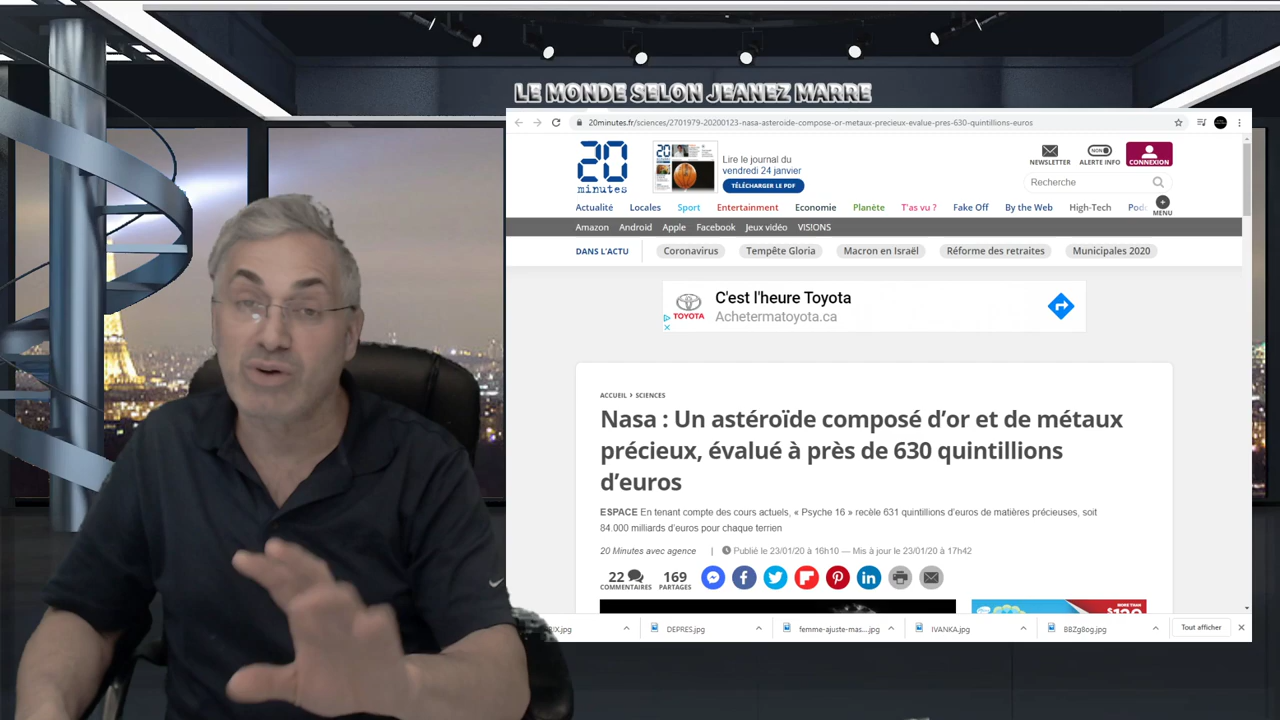 LE MONDE SELON JEANEZ MARRE
20minutes.fr/sciences/2701979-20200123-nasa-asteroide-compose-or-metaux-precieux-evalue-pres-630-quintillions-euros
20
minutes
20
Lire le journal du
vendredi 24 janvier
TÉLÉCHARGER LE PDF
NEWSLETTER
NON
ALERTE INFO
CONNEXION
Recherche
Actualité Locales Sport Entertainment Economie Planète T'as vu ? Fake Off By the Web High-Tech Podc
MENU
Amazon Android Apple Facebook Jeux vidéo VISIONS
DANS L'ACTU Coronavirus Tempête Gloria Macron en Israël Réforme des retraites Municipales 2020
TOYOTA
C'est l'heure Toyota
Achetermatoyota.ca
ACCUEIL › SCIENCES
Nasa : Un astéroïde composé d’or et de métaux
précieux, évalué à près de 630 quintillions
d’euros
ESPACE En tenant compte des cours actuels, « Psyche 16 » recèle 631 quintillions d’euros de matières précieuses, soit
84.000 milliards d’euros pour chaque terrien
20 Minutes avec agence | Publié le 23/01/20 à 16h10 — Mis à jour le 23/01/20 à 17h42
22
COMMENTAIRES
169
PARTAGES
MORE THAN
DEPRES.jpg femme-ajuste-mas....jpg IVANKA.jpg BBZg8og.jpg Tout afficher